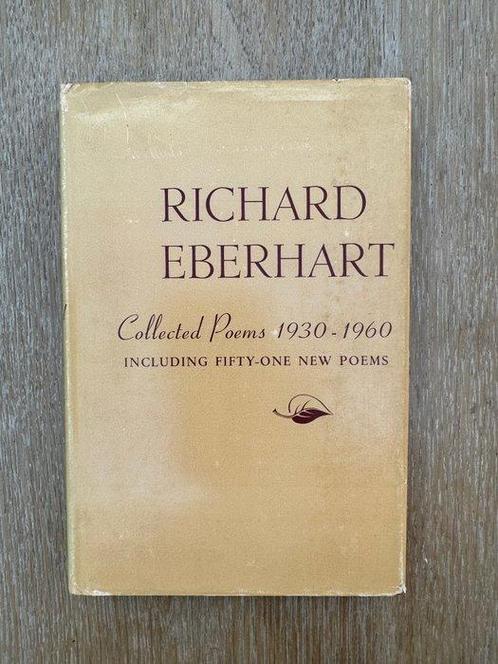 RICHARD
EBERHART
Collected Poems 1930-1960
INCLUDING FIFTY-ONE NEW POEMS